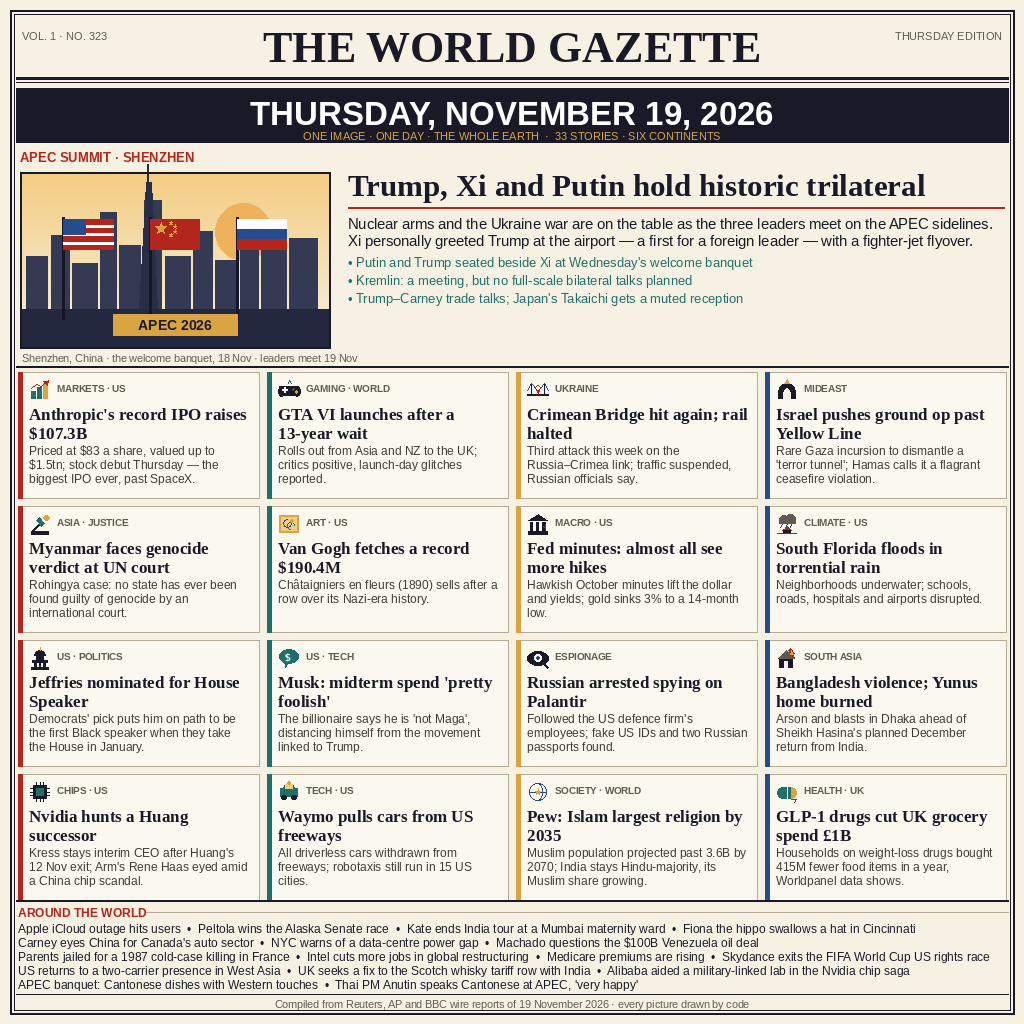 VOL. 1 · NO. 323
THE WORLD GAZETTE
THURSDAY EDITION
THURSDAY, NOVEMBER 19, 2026
ONE IMAGE · ONE DAY · THE WHOLE EARTH · 33 STORIES · SIX CONTINENTS
APEC SUMMIT · SHENZHEN
APEC 2026
Shenzhen, China · the welcome banquet, 18 Nov · leaders meet 19 Nov
Trump, Xi and Putin hold historic trilateral
Nuclear arms and the Ukraine war are on the table as the three leaders meet on the APEC sidelines.
Xi personally greeted Trump at the airport — a first for a foreign leader — with a fighter-jet flyover.
• Putin and Trump seated beside Xi at Wednesday's welcome banquet
• Kremlin: a meeting, but no full-scale bilateral talks planned
• Trump–Carney trade talks; Japan's Takaichi gets a muted reception
MARKETS · US
Anthropic's record IPO raises
$107.3B
Priced at $83 a share, valued up to
$1.5tn; stock debut Thursday — the
biggest IPO ever, past SpaceX.
GAMING · WORLD
GTA VI launches after a
13-year wait
Rolls out from Asia and NZ to the UK;
critics positive, launch-day glitches
reported.
UKRAINE
Crimean Bridge hit again; rail
halted
Third attack this week on the
Russia–Crimea link; traffic suspended,
Russian officials say.
MIDEAST
Israel pushes ground op past
Yellow Line
Rare Gaza incursion to dismantle a
'terror tunnel'; Hamas calls it a flagrant
ceasefire violation.
ASIA · JUSTICE
Myanmar faces genocide
verdict at UN court
Rohingya case: no state has ever been
found guilty of genocide by an
international court.
ART · US
Van Gogh fetches a record
$190.4M
Châtaigniers en fleurs (1890) sells after a
row over its Nazi-era history.
MACRO · US
Fed minutes: almost all see
more hikes
Hawkish October minutes lift the dollar
and yields; gold sinks 3% to a 14-month
low.
CLIMATE · US
South Florida floods in
torrential rain
Neighborhoods underwater; schools,
roads, hospitals and airports disrupted.
US · POLITICS
Jeffries nominated for House
Speaker
Democrats' pick puts him on path to be
the first Black speaker when they take
the House in January.
$
US · TECH
Musk: midterm spend 'pretty
foolish'
The billionaire says he is 'not Maga',
distancing himself from the movement
linked to Trump.
ESPIONAGE
Russian arrested spying on
Palantir
Followed the US defence firm's
employees; fake US IDs and two Russian
passports found.
SOUTH ASIA
Bangladesh violence; Yunus
home burned
Arson and blasts in Dhaka ahead of
Sheikh Hasina's planned December
return from India.
CHIPS · US
Nvidia hunts a Huang
successor
Kress stays interim CEO after Huang's
12 Nov exit; Arm's Rene Haas eyed amid
a China chip scandal.
TECH · US
Waymo pulls cars from US
freeways
All driverless cars withdrawn from
freeways; robotaxis still run in 15 US
cities.
SOCIETY · WORLD
Pew: Islam largest religion by
2035
Muslim population projected past 3.6B by
2070; India stays Hindu-majority, its
Muslim share growing.
HEALTH · UK
GLP-1 drugs cut UK grocery
spend £1B
Households on weight-loss drugs bought
415M fewer food items in a year,
Worldpanel data shows.
AROUND THE WORLD
Apple iCloud outage hits users • Peltola wins the Alaska Senate race • Kate ends India tour at a Mumbai maternity ward • Fiona the hippo swallows a hat in Cincinnati
Carney eyes China for Canada's auto sector • NYC warns of a data-centre power gap • Machado questions the $100B Venezuela oil deal
Parents jailed for a 1987 cold-case killing in France • Intel cuts more jobs in global restructuring • Medicare premiums are rising • Skydance exits the FIFA World Cup US rights race
US returns to a two-carrier presence in West Asia • UK seeks a fix to the Scotch whisky tariff row with India • Alibaba aided a military-linked lab in the Nvidia chip saga
APEC banquet: Cantonese dishes with Western touches • Thai PM Anutin speaks Cantonese at APEC, 'very happy'
Compiled from Reuters, AP and BBC wire reports of 19 November 2026 · every picture drawn by code